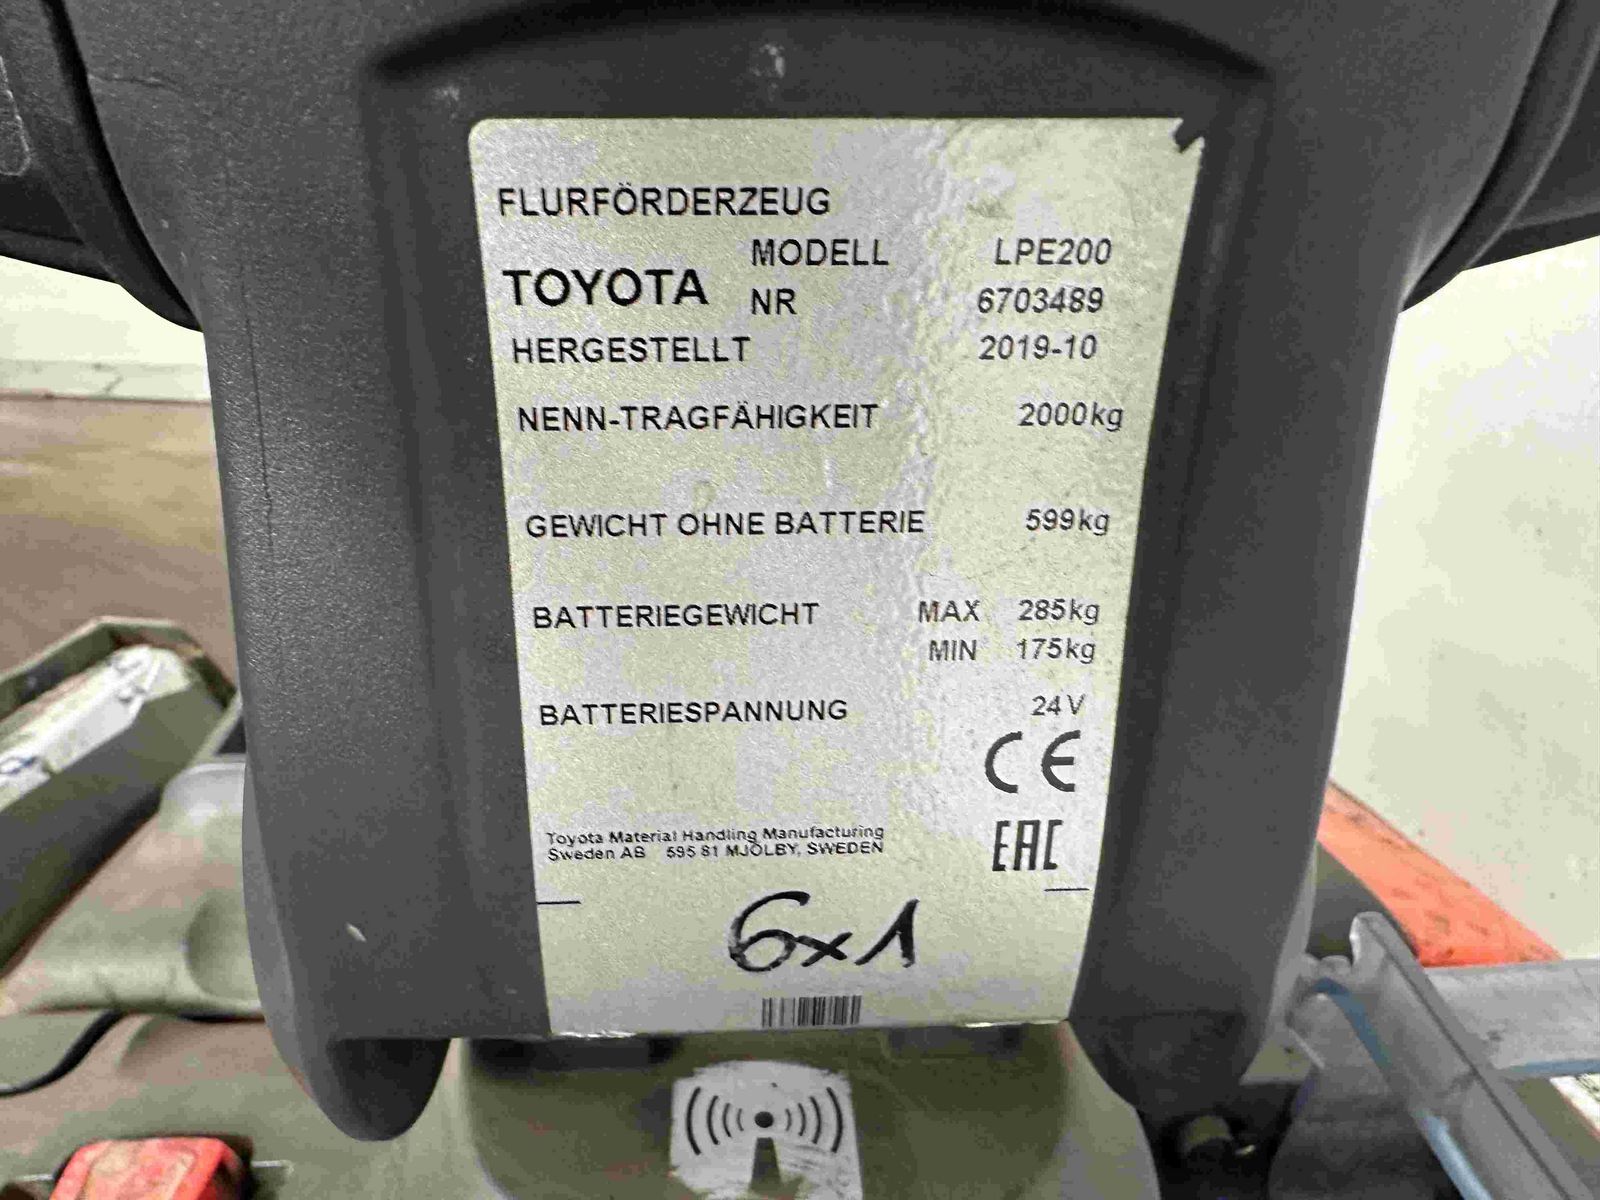 FLURFÖRDERZEUG
MODELL LPE200
TOYOTA NR 6703489
HERGESTELLT 2019-10
NENN-TRAGFÄHIGKEIT 2000kg
GEWICHT OHNE BATTERIE 599kg
BATTERIEGEWICHT MAX 285kg
MIN 175kg
BATTERIESPANNUNG 24V
CE
Toyota Material Handling Manufacturing
Sweden AB 595 81 MJÖLBY, SWEDEN
EAC
6x1